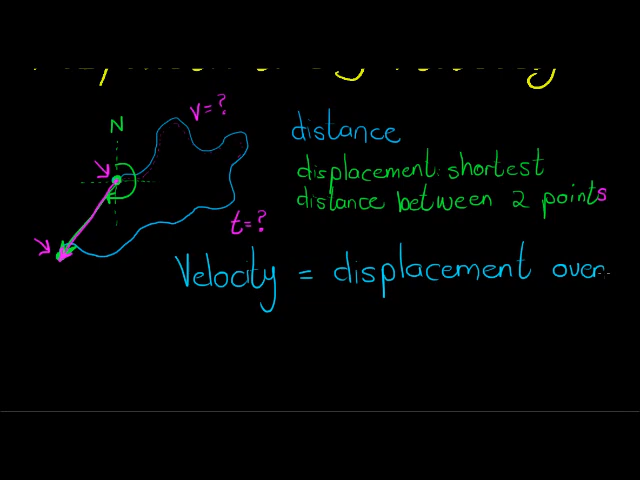 N
v=?
distance
displacement: shortest
distance between 2 points
t=?
Velocity = displacement over